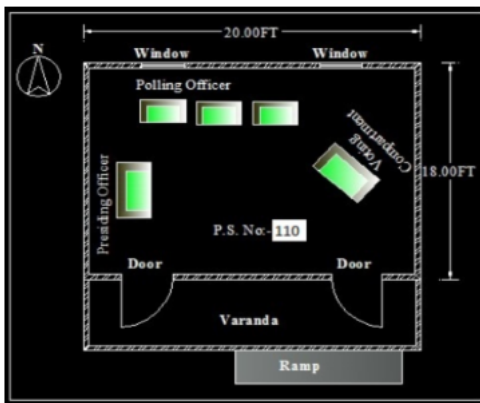 20.00FT
N
Window
Window
Polling Officer
Voting
Compartment
18.00FT
Presiding Officer
P.S. No:- 110
Door
Door
Varanda
Ramp